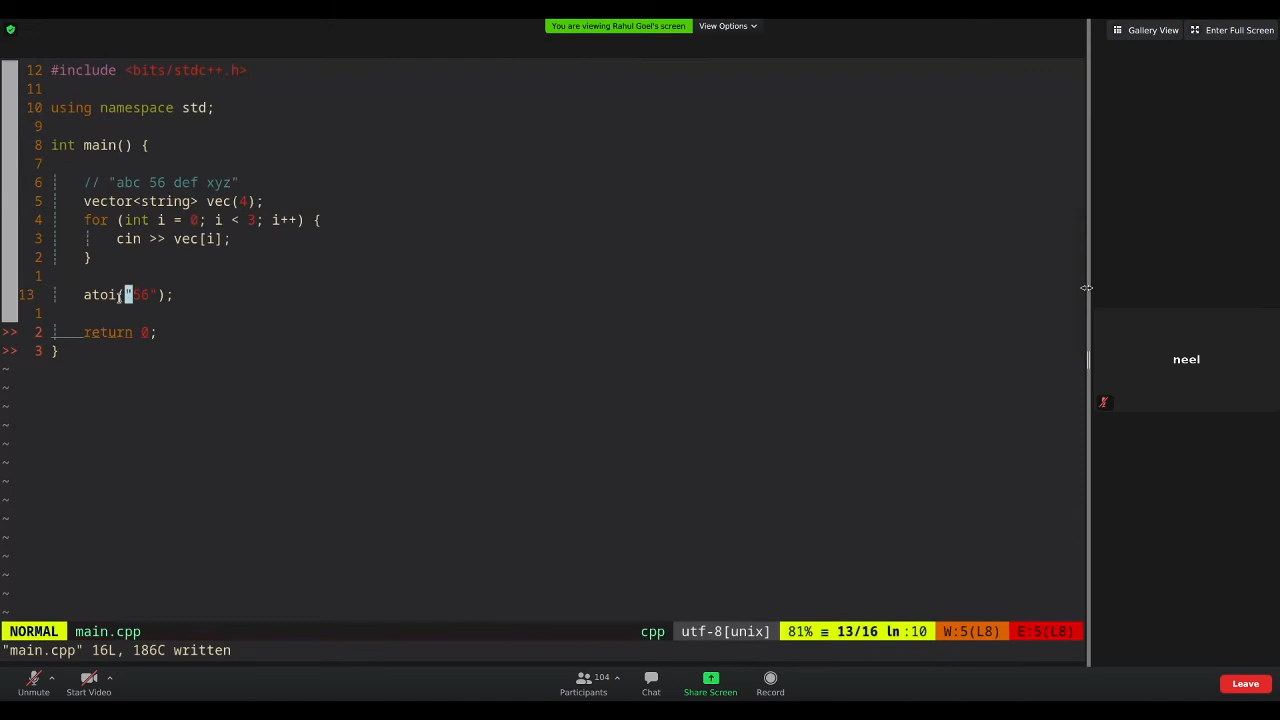 You are viewing Rahul Goel's screen View Options
Gallery View Enter Full Screen
12 #include <bits/stdc++.h>
11
10 using namespace std;
9
8 int main() {
7
6 // "abc 56 def xyz"
5 vector<string> vec(4);
4 for (int i = 0; i < 3; i++) {
3 cin >> vec[i];
2 }
1
13 atoi("56");
1
>> 2 return 0;
>> 3 }
~
~
~
~
~
~
~
~
~
~
~
~
~
~
neel
NORMAL main.cpp cpp utf-8[unix] 81% ≡ 13/16 ln :10 W:5(L8) E:5(L8)
"main.cpp" 16L, 186C written
Unmute Start Video Participants 104 Chat Share Screen Record Leave